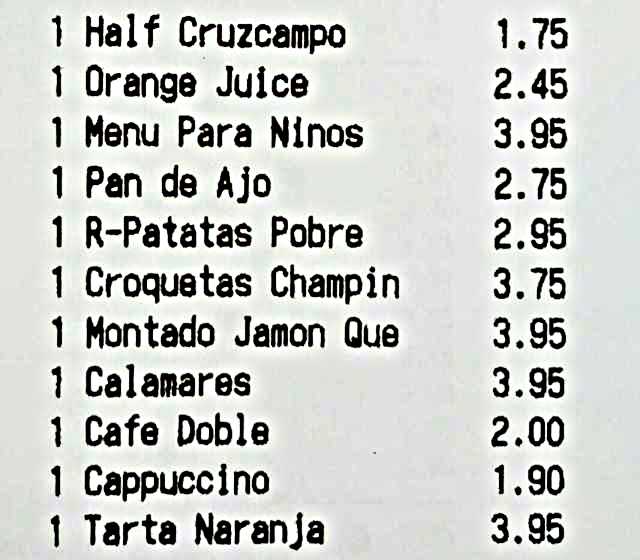 1 Half Cruzcampo 1.75
1 Orange Juice 2.45
1 Menu Para Ninos 3.95
1 Pan de Ajo 2.75
1 R-Patatas Pobre 2.95
1 Croquetas Champin 3.75
1 Montado Jamon Que 3.95
1 Calamares 3.95
1 Cafe Doble 2.00
1 Cappuccino 1.90
1 Tarta Naranja 3.95